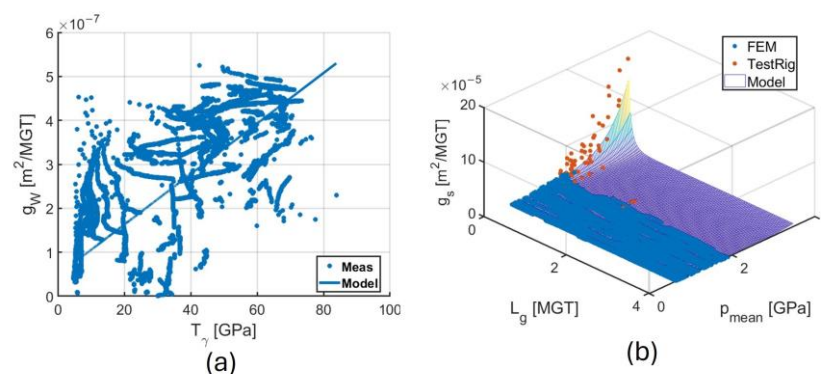 ×10⁻⁷
6
5
4
3
2
1
0
g_W [m²/MGT]
0 20 40 60 80 100
T_γ [GPa]
Meas
Model
(a)
FEM
TestRig
Model
×10⁻⁵
20
10
0
g_s [m²/MGT]
0
2
4
L_g [MGT]
0
2
p_mean [GPa]
(b)